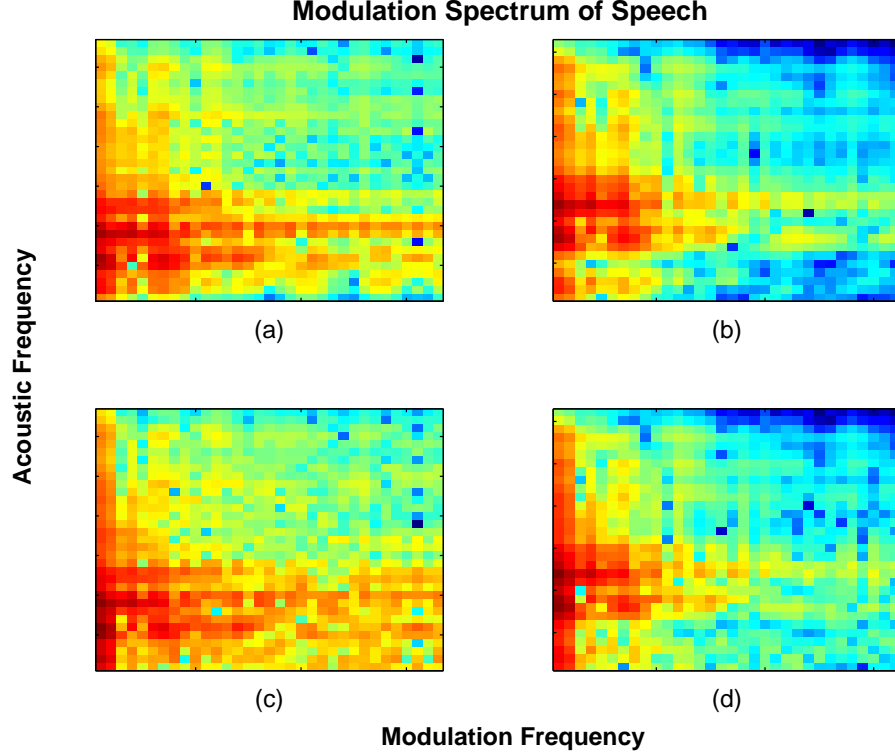 Modulation Spectrum of Speech
Acoustic Frequency
(a)
(b)
(c)
(d)
Modulation Frequency